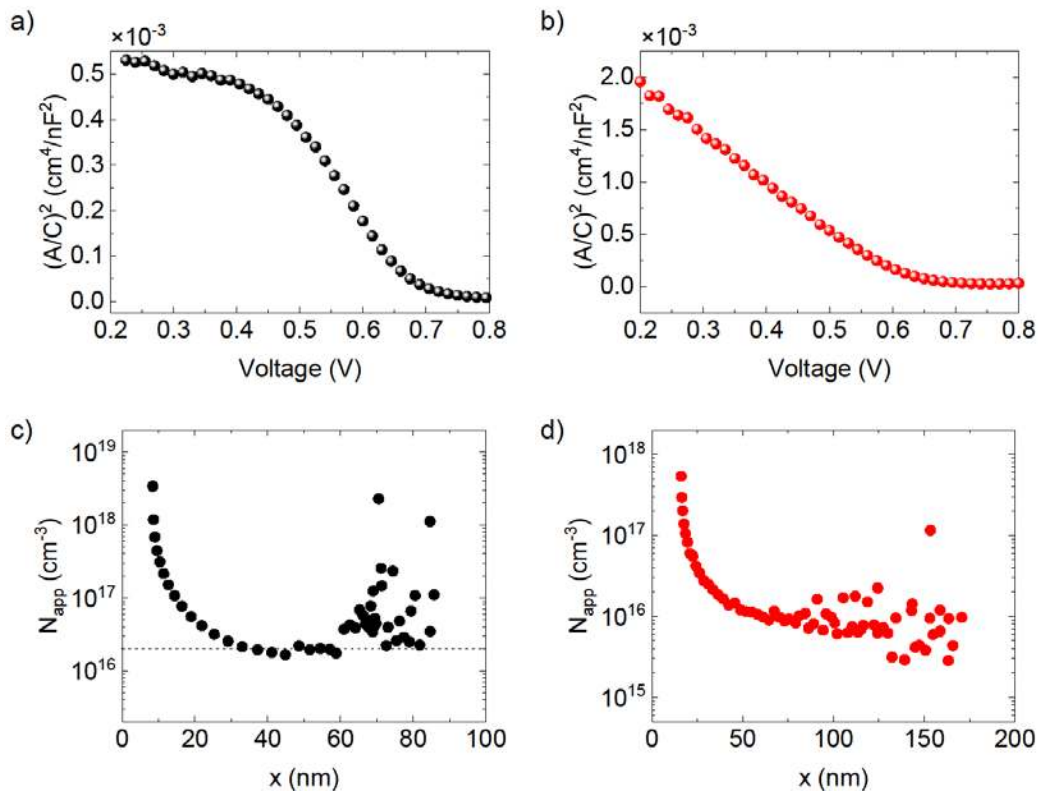 a)
×10⁻³
(A/C)² (cm⁴/nF²)
0.5
0.4
0.3
0.2
0.1
0.0
0.2 0.3 0.4 0.5 0.6 0.7 0.8
Voltage (V)
b)
×10⁻³
(A/C)² (cm⁴/nF²)
2.0
1.5
1.0
0.5
0.0
0.2 0.3 0.4 0.5 0.6 0.7 0.8
Voltage (V)
c)
N_app (cm⁻³)
10¹⁹
10¹⁸
10¹⁷
10¹⁶
0 20 40 60 80 100
x (nm)
d)
N_app (cm⁻³)
10¹⁸
10¹⁷
10¹⁶
10¹⁵
0 50 100 150 200
x (nm)